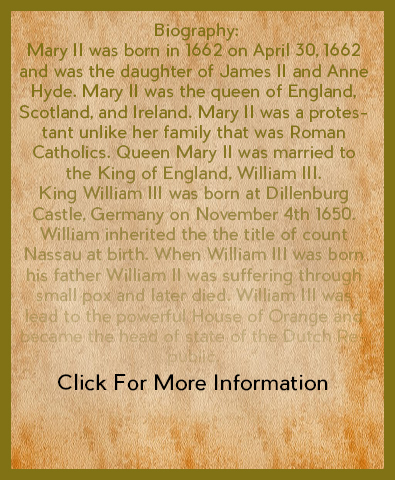 Biography:
Mary II was born in 1662 on April 30, 1662
and was the daughter of James II and Anne
Hyde. Mary II was the queen of England,
Scotland, and Ireland. Mary II was a protes-
tant unlike her family that was Roman
Catholics. Queen Mary II was married to
the King of England, William III.
King William III was born at Dillenburg
Castle, Germany on November 4th 1650.
William inherited the the title of count
Nassau at birth. When William III was born
his father William II was suffering through
small pox and later died. William III was
lead to the powerful House of Orange and
became the head of state of the Dutch Re-
public.
Click For More Information